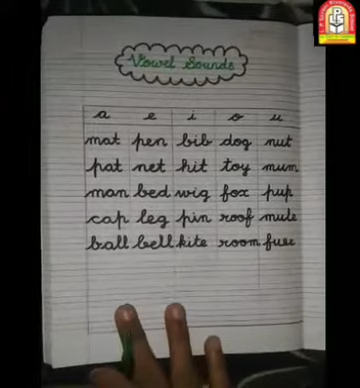 Vowel Sounds
a e i o u
mat pen bib dog nut
pat net hit toy mum
man bed wig fox pup
cap leg pin roof mule
ball bell kite room fuse